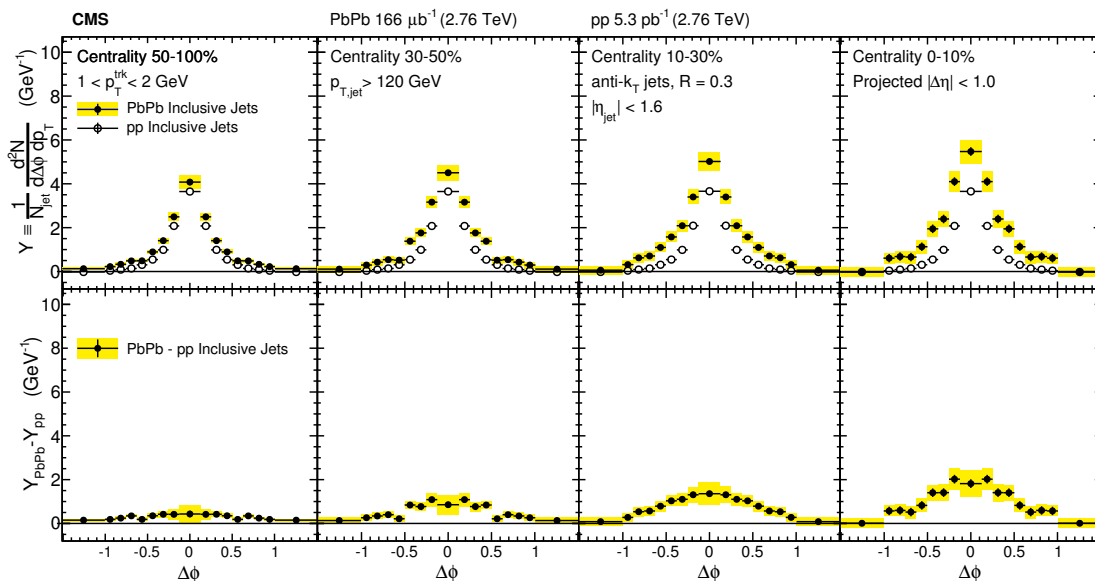 CMS
PbPb 166 μb⁻¹ (2.76 TeV)
pp 5.3 pb⁻¹ (2.76 TeV)
Centrality 50-100%
1 < p_T^trk < 2 GeV
PbPb Inclusive Jets
pp Inclusive Jets
Centrality 30-50%
p_T,jet > 120 GeV
Centrality 10-30%
anti-k_T jets, R = 0.3
|η_jet| < 1.6
Centrality 0-10%
Projected |Δη| < 1.0
Y ≡ 1/N_jet d²N/dΔφ dp_T (GeV⁻¹)
10
8
6
4
2
0
PbPb - pp Inclusive Jets
Y_PbPb-Y_pp (GeV⁻¹)
10
8
6
4
2
0
-1 -0.5 0 0.5 1
-1 -0.5 0 0.5 1
-1 -0.5 0 0.5 1
-1 -0.5 0 0.5 1
Δφ Δφ Δφ Δφ